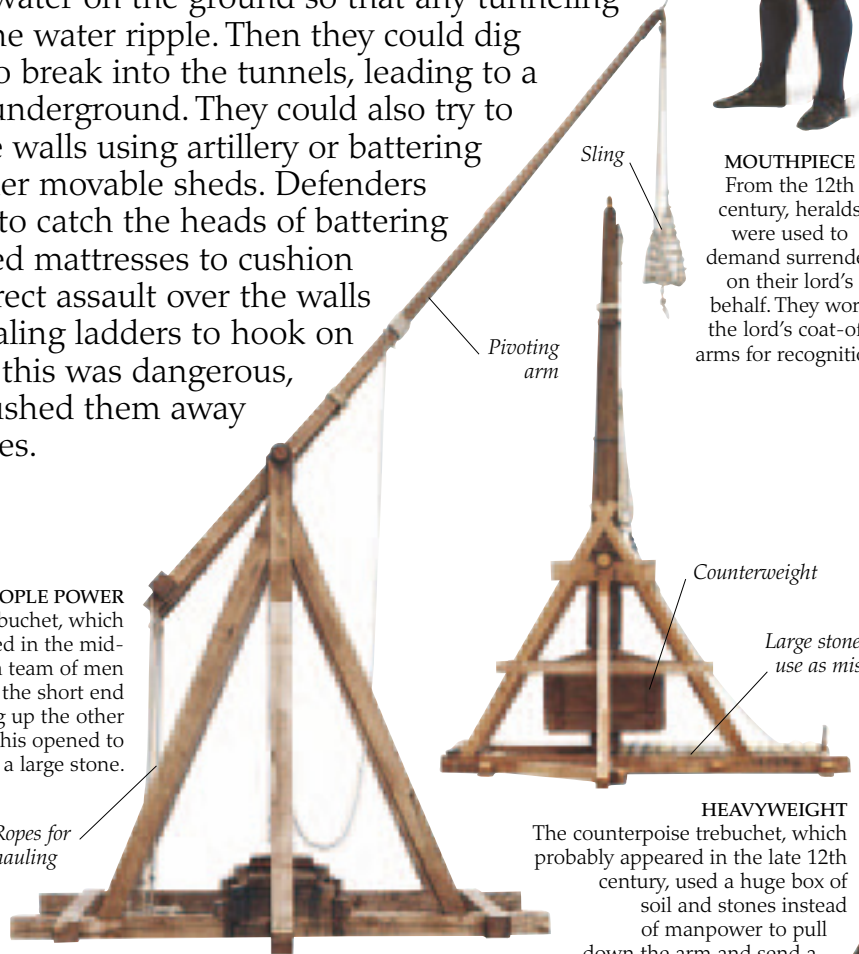 water on the ground so that any tunneling
ne water ripple. Then they could dig
o break into the tunnels, leading to a
underground. They could also try to
e walls using artillery or battering
er movable sheds. Defenders
to catch the heads of battering
ed mattresses to cushion
rect assault over the walls
aling ladders to hook on
this was dangerous,
ushed them away
es.
Sling
Pivoting
arm
MOUTHPIECE
From the 12th
century, heralds
were used to
demand surrende
on their lord's
behalf. They wor
the lord's coat-of
arms for recogniti
OPLE POWER
buchet, which
ed in the mid-
a team of men
the short end
g up the other
his opened to
a large stone.
Ropes for
hauling
Counterweight
Large stone
use as mis
HEAVYWEIGHT
The counterpoise trebuchet, which
probably appeared in the late 12th
century, used a huge box of
soil and stones instead
of manpower to pull
down the arm and send a